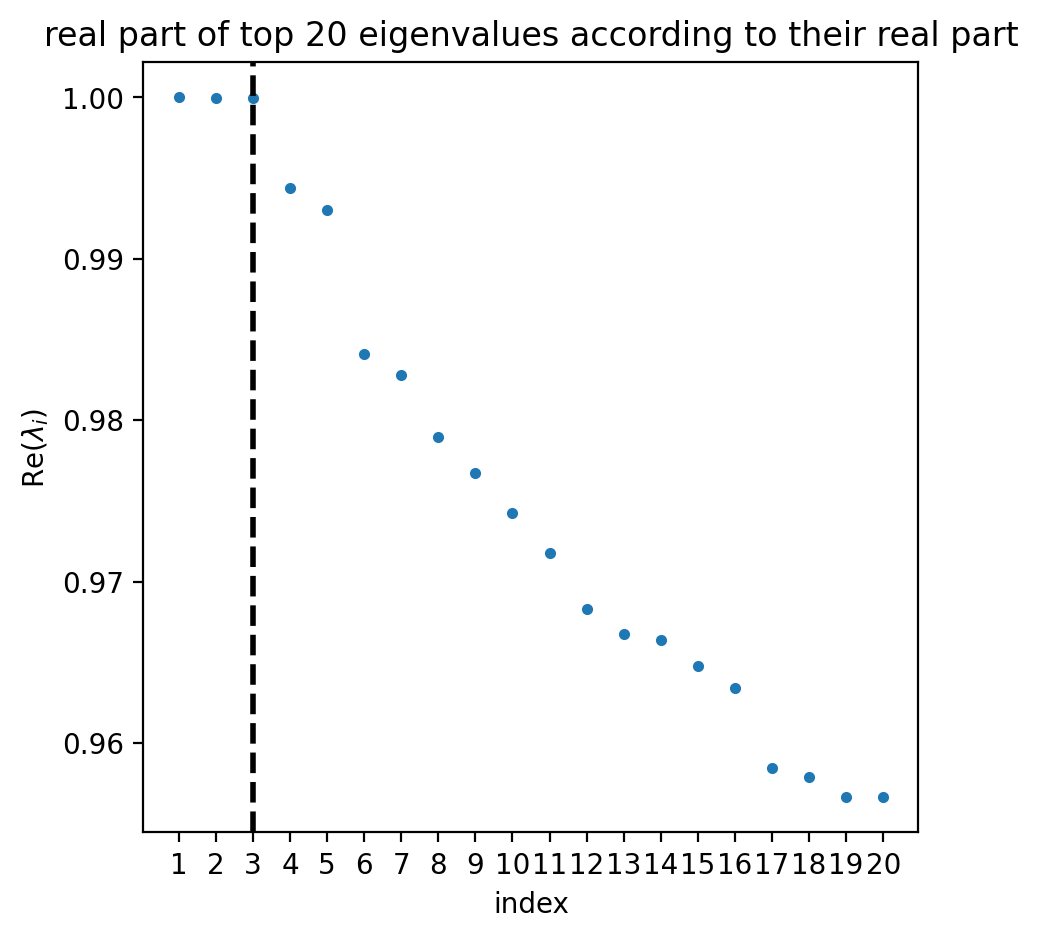 real part of top 20 eigenvalues according to their real part
1.00
0.99
0.98
0.97
0.96
Re(λᵢ)
1 2 3 4 5 6 7 8 9 10 11 12 13 14 15 16 17 18 19 20
index